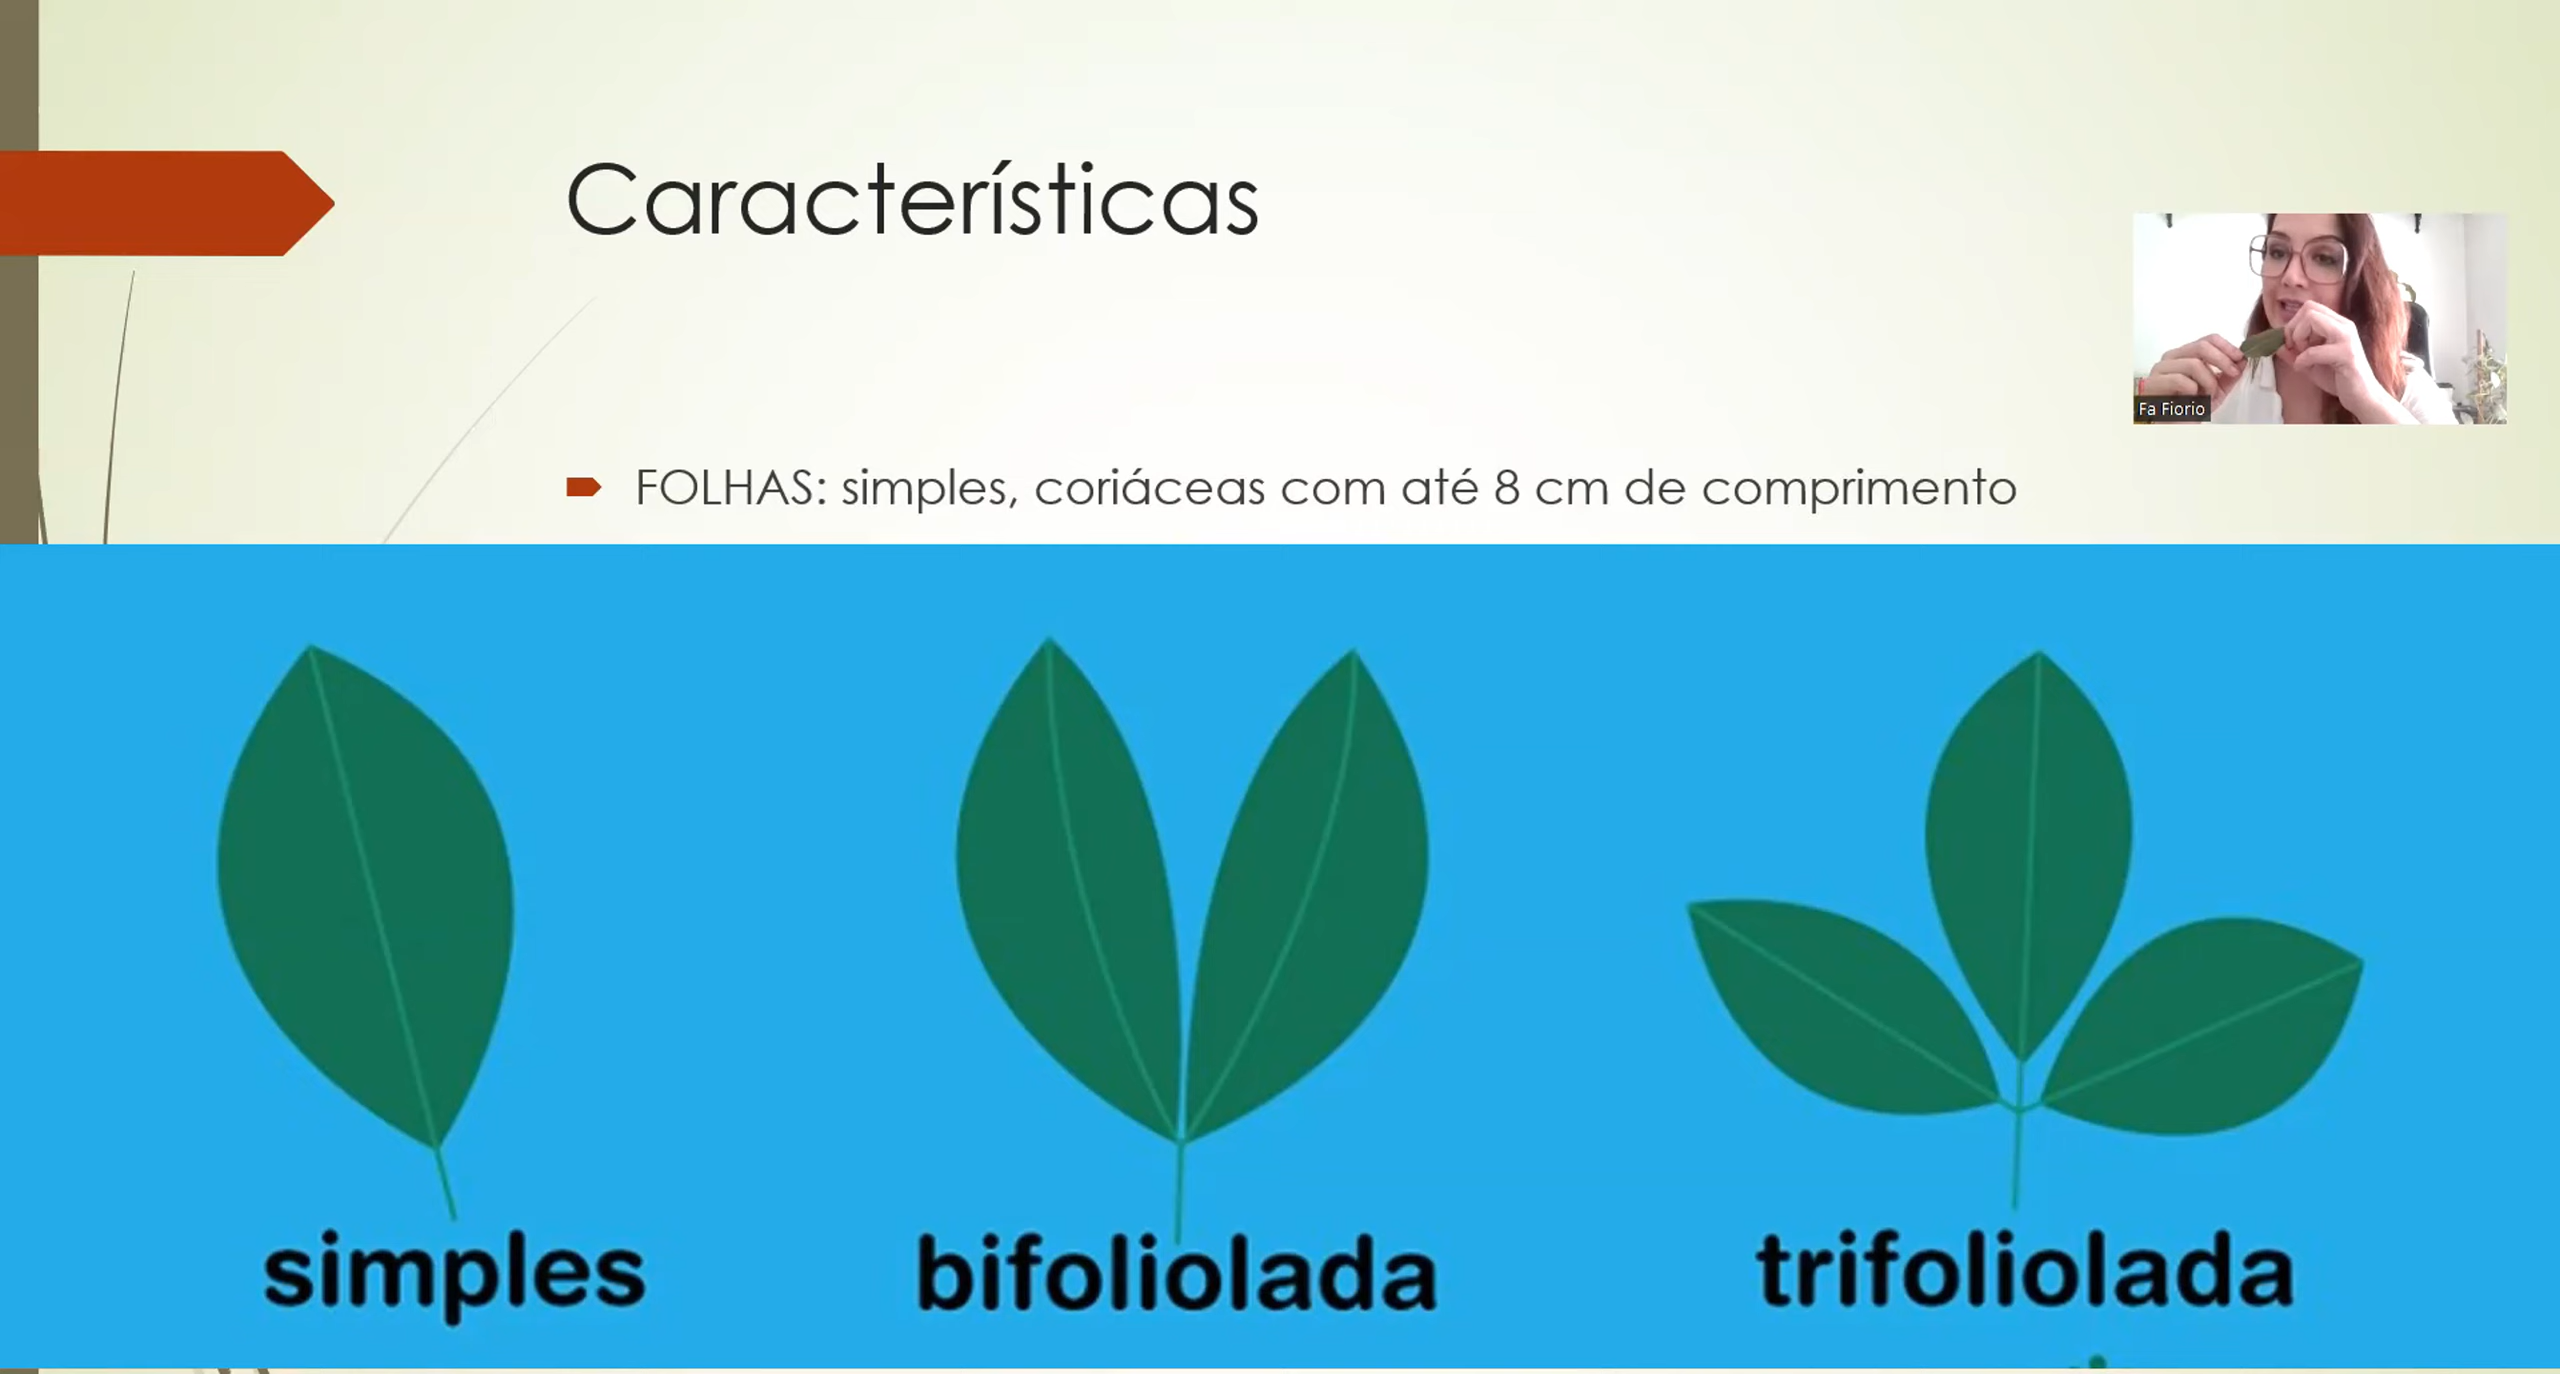 Características
Fa Fiorio
FOLHAS: simples, coriáceas com até 8 cm de comprimento
simples
bifoliolada
trifoliolada